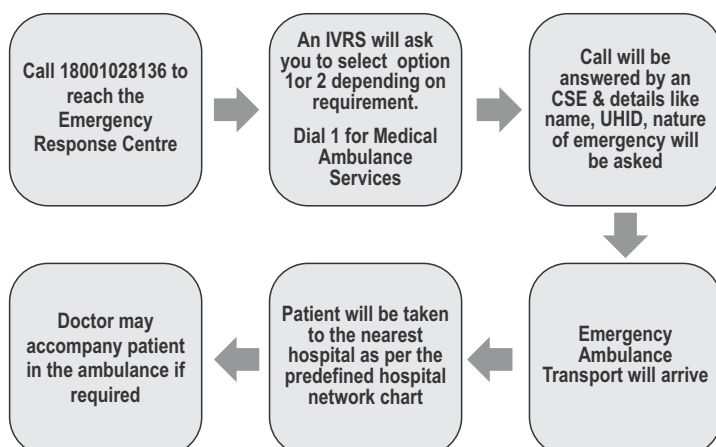 Call 18001028136 to
reach the
Emergency
Response Centre
An IVRS will ask
you to select option
1or 2 depending on
requirement.
Dial 1 for Medical
Ambulance
Services
Call will be
answered by an
CSE & details like
name, UHID, nature
of emergency will
be asked
Emergency
Ambulance
Transport will arrive
Patient will be taken
to the nearest
hospital as per the
predefined hospital
network chart
Doctor may
accompany patient
in the ambulance if
required